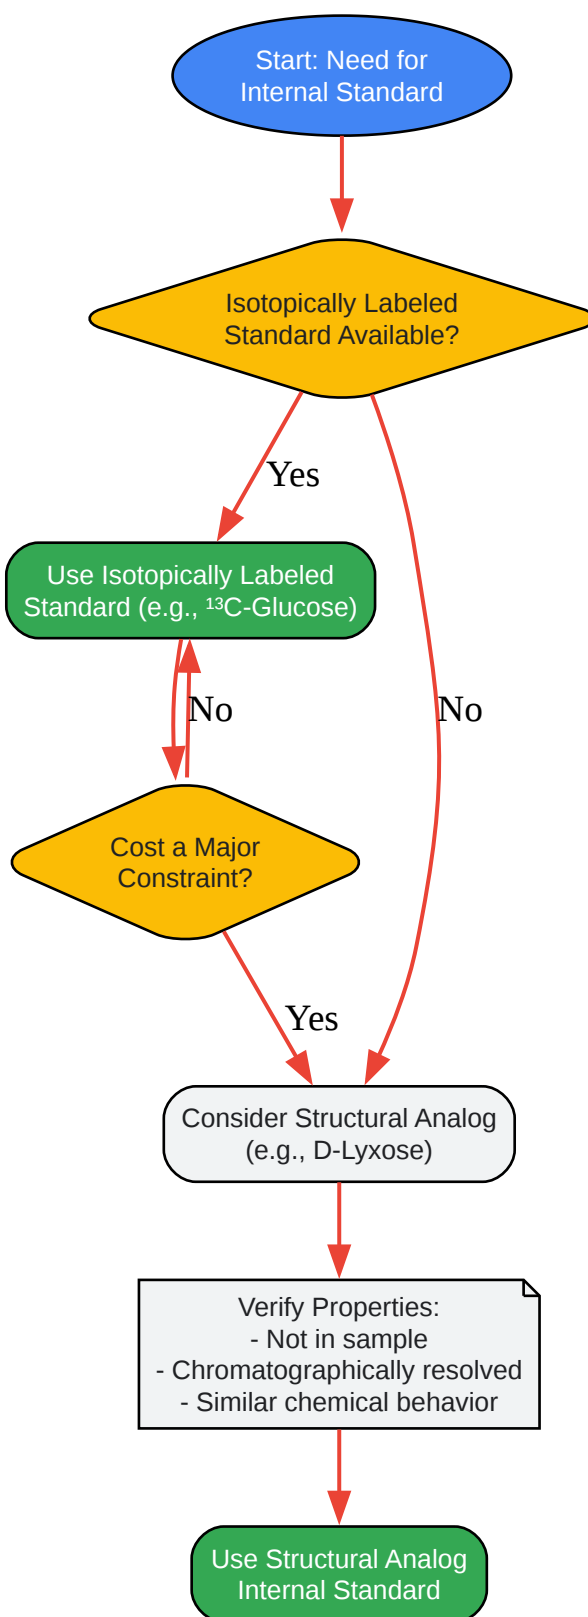 Start: Need for
Internal Standard
Isotopically Labeled
Standard Available?
Yes
Use Isotopically Labeled
Standard (e.g., ¹³C-Glucose)
No
No
Cost a Major
Constraint?
Yes
Consider Structural Analog
(e.g., D-Lyxose)
Verify Properties:
- Not in sample
- Chromatographically resolved
- Similar chemical behavior
Use Structural Analog
Internal Standard